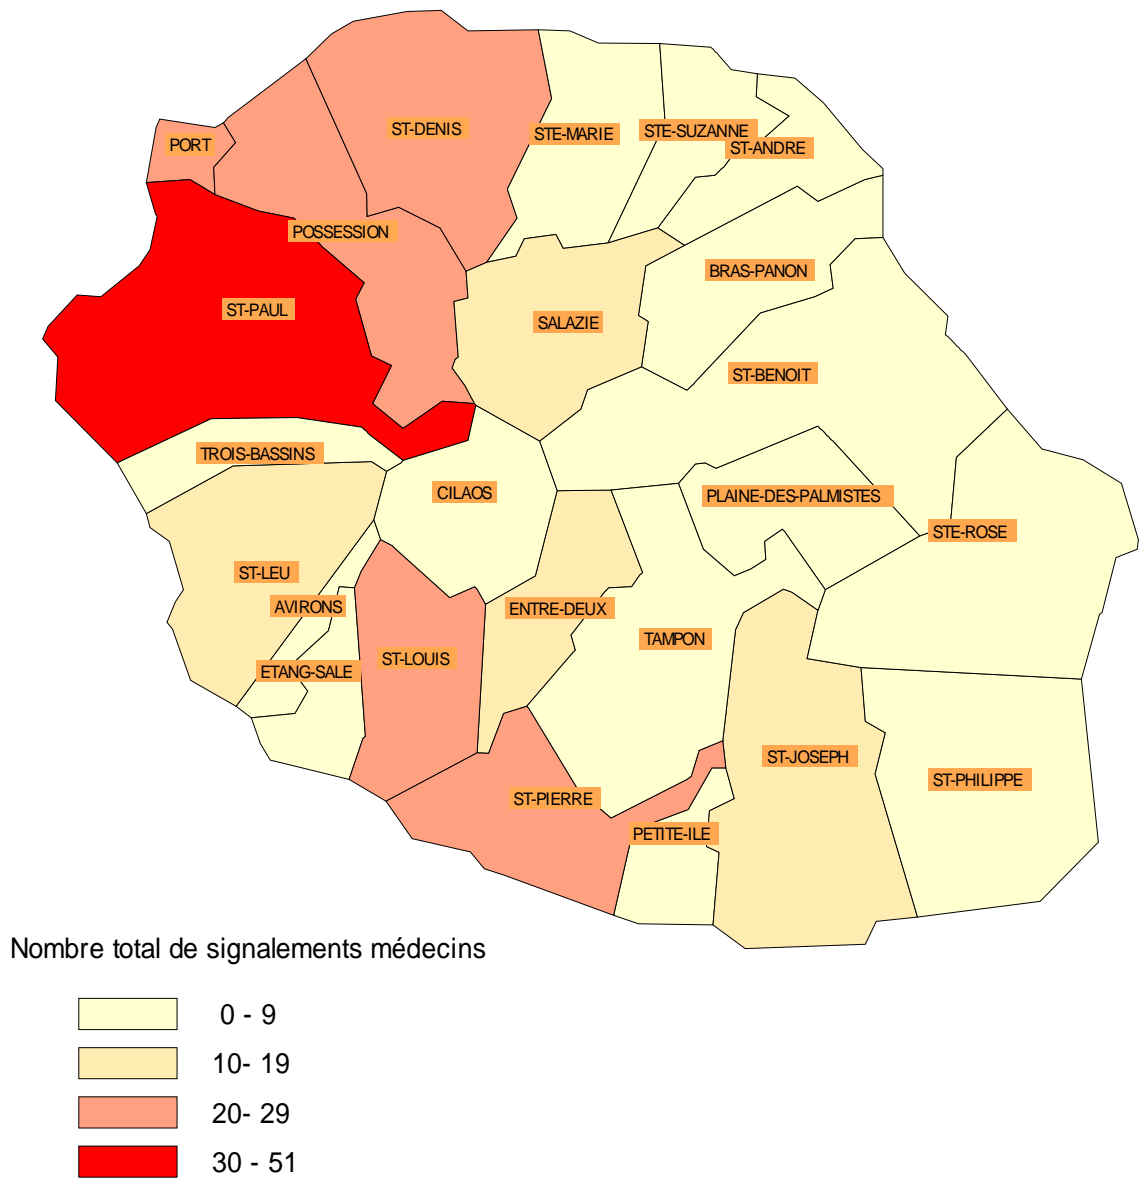 ST-DENIS
STE-MARIE
STE-SUZANNE
ST-ANDRE
PORT
POSSESSION
BRAS-PANON
ST-PAUL
SALAZIE
ST-BENOIT
TROIS-BASSINS
CILAOS
PLAINE-DES-PALMISTES
STE-ROSE
ST-LEU
AVIRONS
ENTRE-DEUX
TAMPON
ETANG-SALE
ST-LOUIS
ST-JOSEPH
ST-PHILIPPE
ST-PIERRE
PETITE-ILE
Nombre total de signalements médecins
0 - 9
10- 19
20- 29
30 - 51